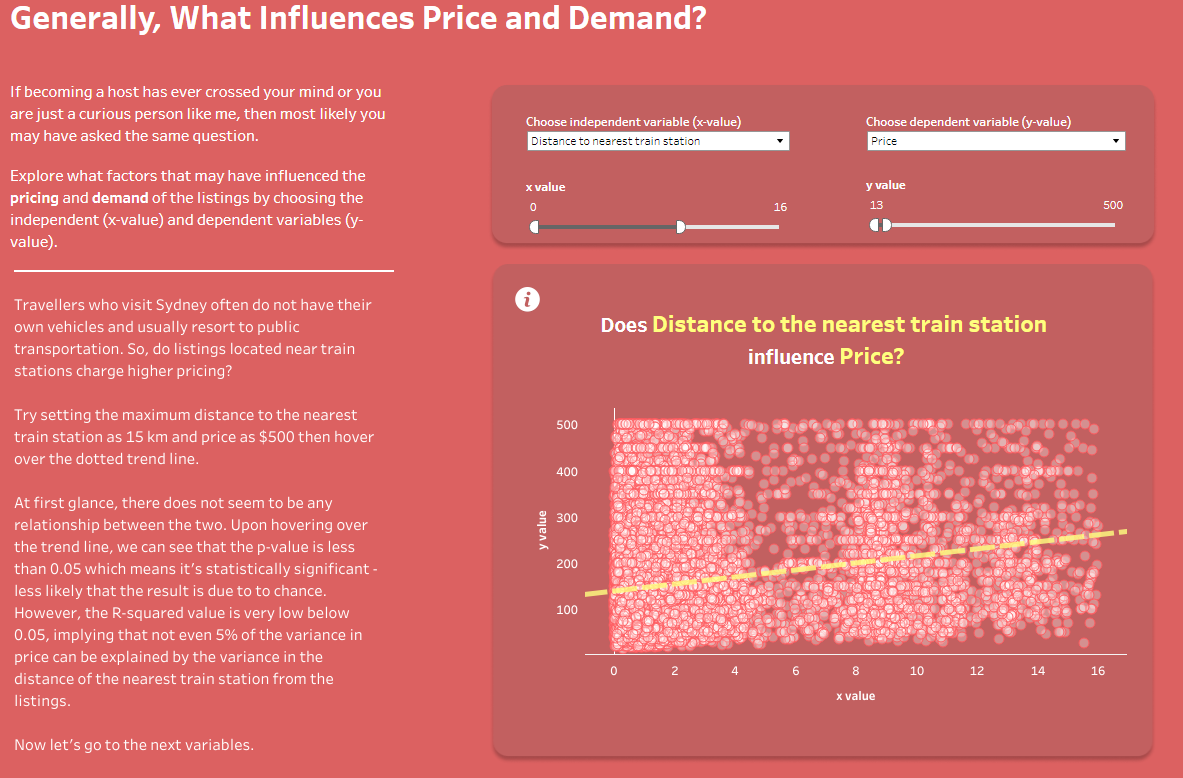 Generally, What Influences Price and Demand?
If becoming a host has ever crossed your mind or you
are just a curious person like me, then most likely you
may have asked the same question.
Explore what factors that may have influenced the
pricing and demand of the listings by choosing the
independent (x-value) and dependent variables (y-
value).
Travellers who visit Sydney often do not have their
own vehicles and usually resort to public
transportation. So, do listings located near train
stations charge higher pricing?
Try setting the maximum distance to the nearest
train station as 15 km and price as $500 then hover
over the dotted trend line.
At first glance, there does not seem to be any
relationship between the two. Upon hovering over
the trend line, we can see that the p-value is less
than 0.05 which means it's statistically significant -
less likely that the result is due to to chance.
However, the R-squared value is very low below
0.05, implying that not even 5% of the variance in
price can be explained by the variance in the
distance of the nearest train station from the
listings.
Now let's go to the next variables.
Choose independent variable (x-value)
Distance to nearest train station
Choose dependent variable (y-value)
Price
x value
0 16
y value
13 500
i
Does Distance to the nearest train station
influence Price?
500
400
300
200
100
y value
0 2 4 6 8 10 12 14 16
x value